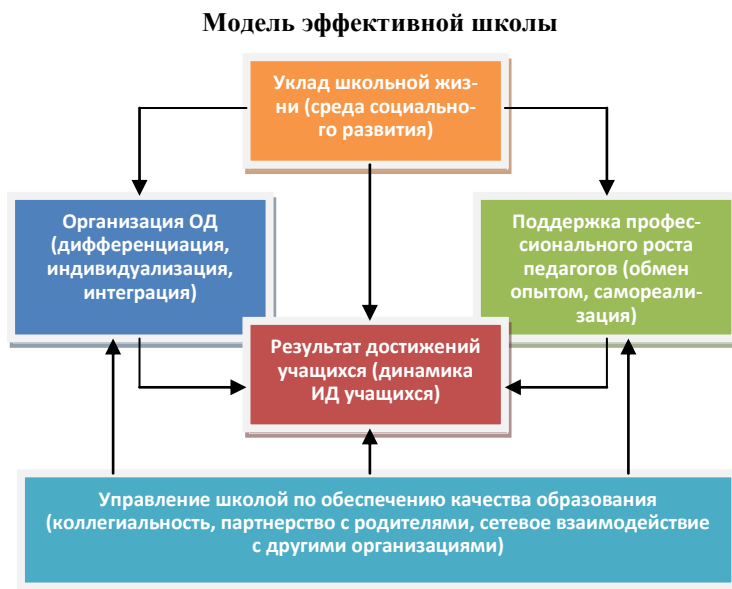 Модель эффективной школы
Уклад школьной жиз-
ни (среда социально-
го развития)
Организация ОД
(дифференциация,
индивидуализация,
интеграция)
Поддержка профес-
сионального роста
педагогов (обмен
опытом, самореали-
зация)
Результат достижений
учащихся (динамика
ИД учащихся)
Управление школой по обеспечению качества образования
(коллегиальность, партнерство с родителями, сетевое взаимодействие
с другими организациями)